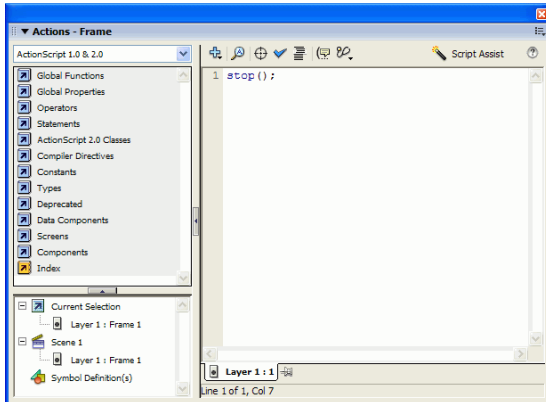 Actions - Frame
ActionScript 1.0 & 2.0
Script Assist
Global Functions
Global Properties
Operators
Statements
ActionScript 2.0 Classes
Compiler Directives
Constants
Types
Deprecated
Data Components
Screens
Components
Index
1 stop();
Current Selection
Layer 1 : Frame 1
Scene 1
Layer 1 : Frame 1
Symbol Definition(s)
Layer 1 : 1
Line 1 of 1, Col 7